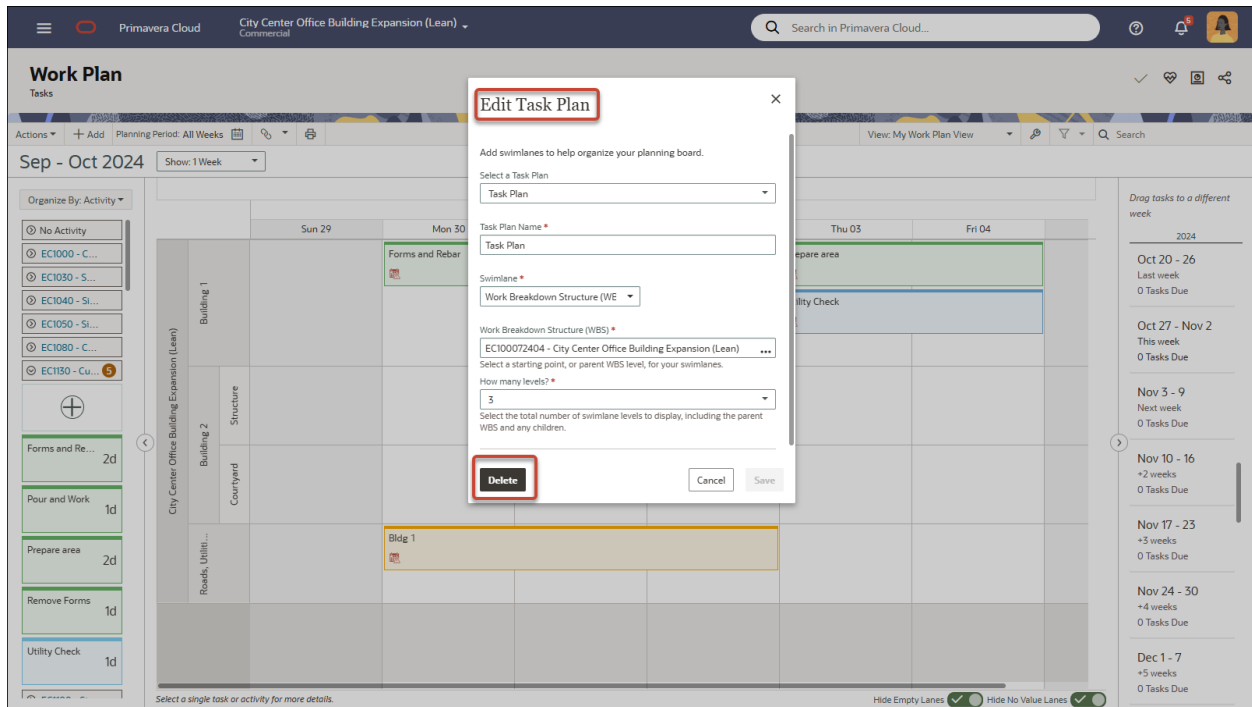 Primavera Cloud
City Center Office Building Expansion (Lean)
Commercial
Search in Primavera Cloud...
5
Work Plan
Tasks
Actions
+ Add
Planning Period: All Weeks
View: My Work Plan View
Search
Sep - Oct 2024
Show: 1 Week
Organize By: Activity
No Activity
EC1000 - C...
EC1030 - S...
EC1040 - Si...
EC1050 - Si...
EC1080 - C...
EC1130 - Cu...
5
Forms and Re...
2d
Pour and Work
1d
Prepare area
2d
Remove Forms
1d
Utility Check
1d
Sun 29
Mon 30
Thu 03
Fri 04
City Center Office Building Expansion (Lean)
Building 1
Building 2
Structure
Courtyard
Roads, Utiliti...
Forms and Rebar
epare area
ility Check
Bldg 1
Edit Task Plan
Add swimlanes to help organize your planning board.
Select a Task Plan
Task Plan
Task Plan Name *
Task Plan
Swimlane *
Work Breakdown Structure (WE
Work Breakdown Structure (WBS) *
EC100072404 - City Center Office Building Expansion (Lean)
...
Select a starting point, or parent WBS level, for your swimlanes.
How many levels? *
3
Select the total number of swimlane levels to display, including the parent
WBS and any children.
Delete
Cancel
Save
Drag tasks to a different
week
2024
Oct 20 - 26
Last week
0 Tasks Due
Oct 27 - Nov 2
This week
0 Tasks Due
Nov 3 - 9
Next week
0 Tasks Due
Nov 10 - 16
+2 weeks
0 Tasks Due
Nov 17 - 23
+3 weeks
0 Tasks Due
Nov 24 - 30
+4 weeks
0 Tasks Due
Dec 1 - 7
+5 weeks
0 Tasks Due
Select a single task or activity for more details.
Hide Empty Lanes
Hide No Value Lanes